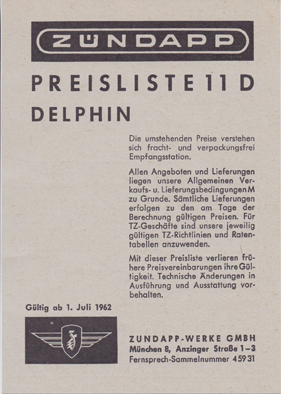 ZÜNDAPP
PREISLISTE 11 D
DELPHIN
Die umstehenden Preise verstehen
sich fracht- und verpackungsfrei
Empfangsstation.
Allen Angeboten und Lieferungen
liegen unsere Allgemeinen Ver-
kaufs- u. Lieferungsbedingungen M
zu Grunde. Sämtliche Lieferungen
erfolgen zu den am Tage der
Berechnung gültigen Preisen. Für
TZ-Geschäfte sind unsere jeweilig
gültigen TZ-Richtlinien und Raten-
tabellen anzuwenden.
Mit dieser Preisliste verlieren frü-
here Preisvereinbarungen ihre Gül-
tigkeit. Technische Änderungen in
Ausführung und Ausstattung vor-
behalten.
Gültig ab 1. Juli 1962
ZÜNDAPP-WERKE GMBH
München 8, Anzinger Straße 1-3
Fernsprech-Sammelnummer 45931